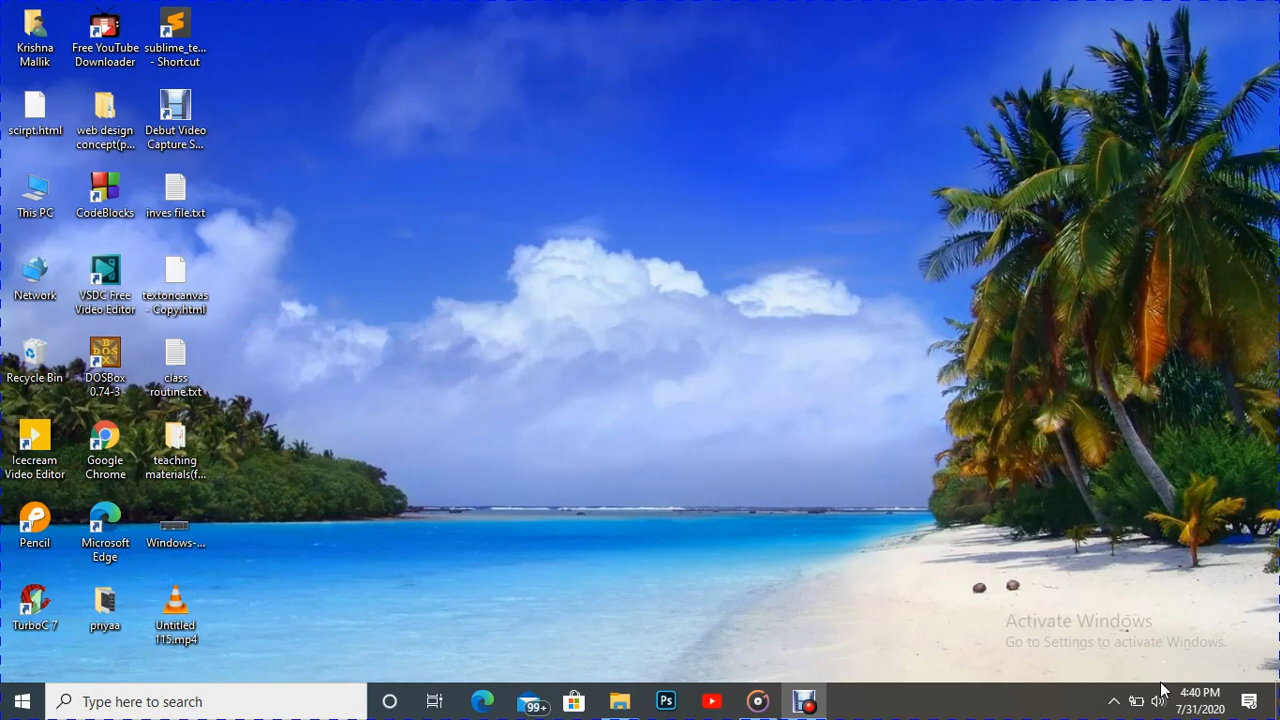 Krishna
Mallik
Free YouTube
Downloader
sublime_te...
- Shortcut
scirpt.html
web design
concept(p...
Debut Video
Capture S...
This PC
CodeBlocks
inves file.txt
Network
VSDC Free
Video Editor
textoncanvas
- Copy.html
Recycle Bin
DOSBox
0.74-3
class
routine.txt
Icecream
Video Editor
Google
Chrome
teaching
materials(f...
Pencil
Microsoft
Edge
Windows-...
TurboC 7
priyaa
Untitled
115.mp4
Activate Windows
Go to Settings to activate Windows.
Type here to search
99+
Ps
4:40 PM
7/31/2020